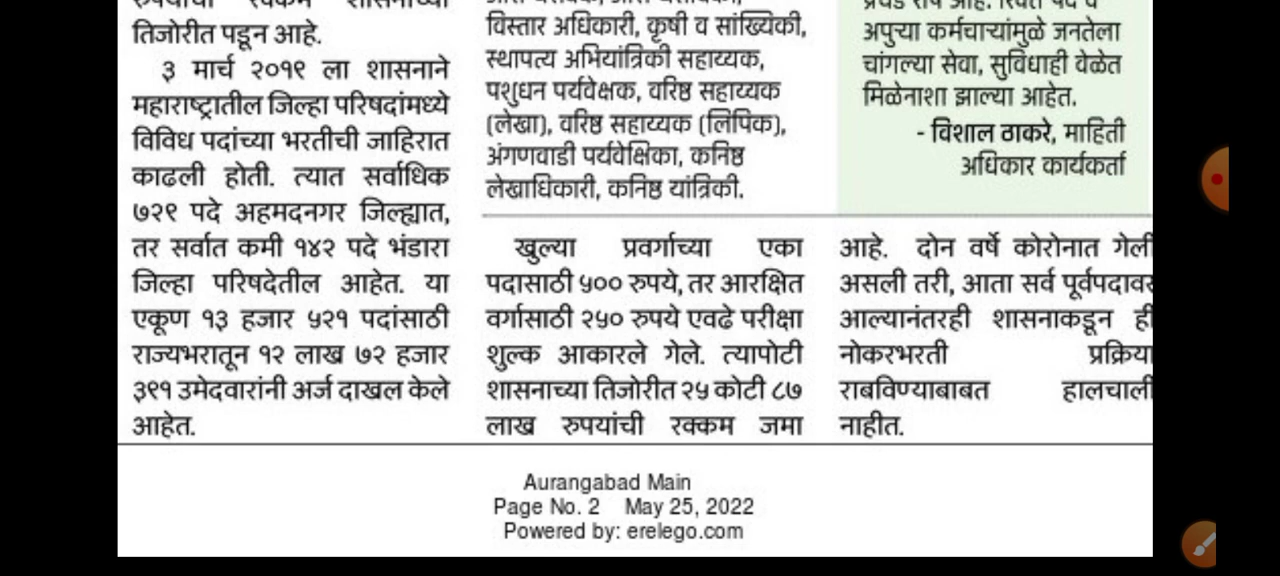 तिजोरीत पडून आहे.
३ मार्च २०१९ ला शासनाने
महाराष्ट्रातील जिल्हा परिषदांमध्ये
विविध पदांच्या भरतीची जाहिरात
काढली होती. त्यात सर्वाधिक
७२९ पदे अहमदनगर जिल्ह्यात,
तर सर्वात कमी १४२ पदे भंडारा
जिल्हा परिषदेतील आहेत. या
एकूण १३ हजार ५२१ पदांसाठी
राज्यभरातून १२ लाख ७२ हजार
३१९ उमेदवारांनी अर्ज दाखल केले
आहेत.
विस्तार अधिकारी, कृषी व सांख्यिकी,
स्थापत्य अभियांत्रिकी सहाय्यक,
पशुधन पर्यवेक्षक, वरिष्ठ सहाय्यक
(लेखा), वरिष्ठ सहाय्यक (लिपिक),
अंगणवाडी पर्यवेक्षिका, कनिष्ठ
लेखाधिकारी, कनिष्ठ यांत्रिकी.
खुल्या प्रवर्गाच्या एका
पदासाठी ५०० रुपये, तर आरक्षित
वर्गासाठी २५० रुपये एवढे परीक्षा
शुल्क आकारले गेले. त्यापोटी
शासनाच्या तिजोरीत २५ कोटी ८७
लाख रुपयांची रक्कम जमा
अपुऱ्या कर्मचाऱ्यांमुळे जनतेला
चांगल्या सेवा, सुविधाही वेळेत
मिळेनाशा झाल्या आहेत.
- विशाल ठाकरे, माहिती
अधिकार कार्यकर्ता
आहे. दोन वर्षे कोरोनात गेली
असली तरी, आता सर्व पूर्वपदावर
आल्यानंतरही शासनाकडून ही
नोकरभरती प्रक्रिया
राबविण्याबाबत हालचाली
नाहीत.
Aurangabad Main
Page No. 2 May 25, 2022
Powered by: erelego.com